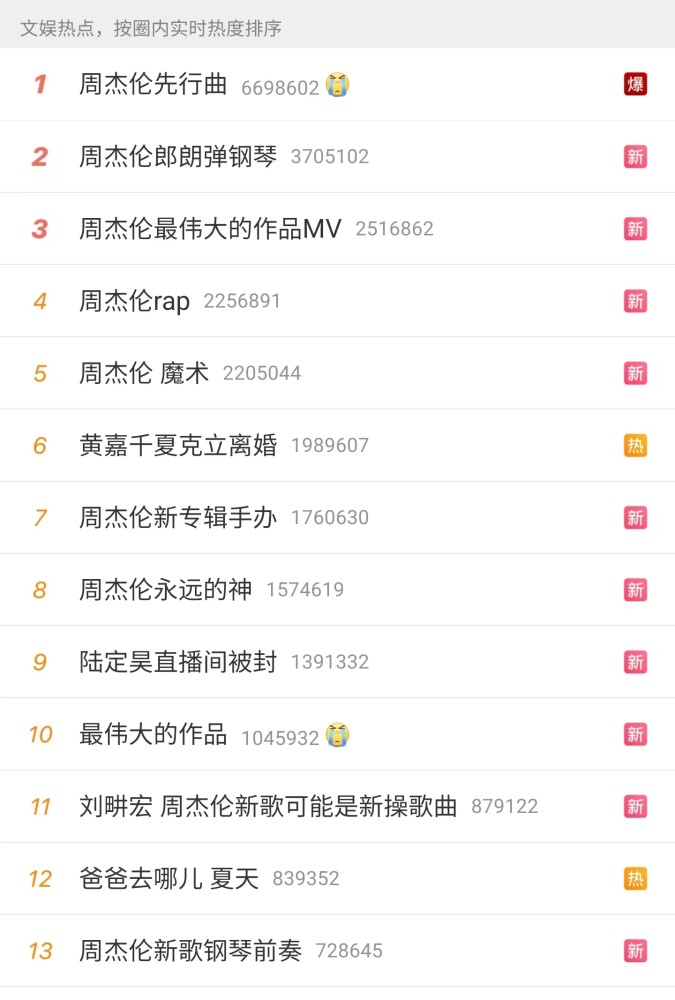 文娱热点，按圈内实时热度排序
1 周杰伦先行曲 6698602 爆
2 周杰伦郎朗弹钢琴 3705102 新
3 周杰伦最伟大的作品MV 2516862 新
4 周杰伦rap 2256891 新
5 周杰伦 魔术 2205044 新
6 黄嘉千夏克立离婚 1989607 热
7 周杰伦新专辑手办 1760630 新
8 周杰伦永远的神 1574619 新
9 陆定昊直播间被封 1391332 新
10 最伟大的作品 1045932 新
11 刘畊宏 周杰伦新歌可能是新操歌曲 879122 新
12 爸爸去哪儿 夏天 839352 热
13 周杰伦新歌钢琴前奏 728645 新